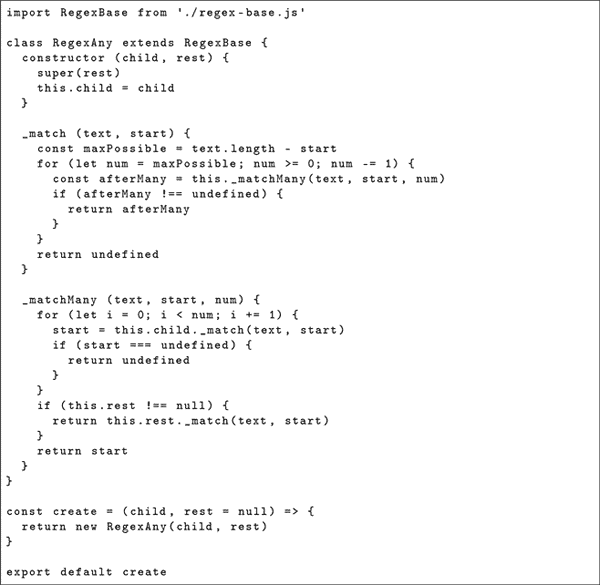 import RegexBase from './regex-base.js'

class RegexAny extends RegexBase {
  constructor (child, rest) {
    super(rest)
    this.child = child
  }

  _match (text, start) {
    const maxPossible = text.length - start
    for (let num = maxPossible; num >= 0; num -= 1) {
      const afterMany = this._matchMany(text, start, num)
      if (afterMany !== undefined) {
        return afterMany
      }
    }
    return undefined
  }

  _matchMany (text, start, num) {
    for (let i = 0; i < num; i += 1) {
      start = this.child._match(text, start)
      if (start === undefined) {
        return undefined
      }
    }
    if (this.rest !== null) {
      return this.rest._match(text, start)
    }
    return start
  }
}

const create = (child, rest = null) => {
  return new RegexAny(child, rest)
}

export default create